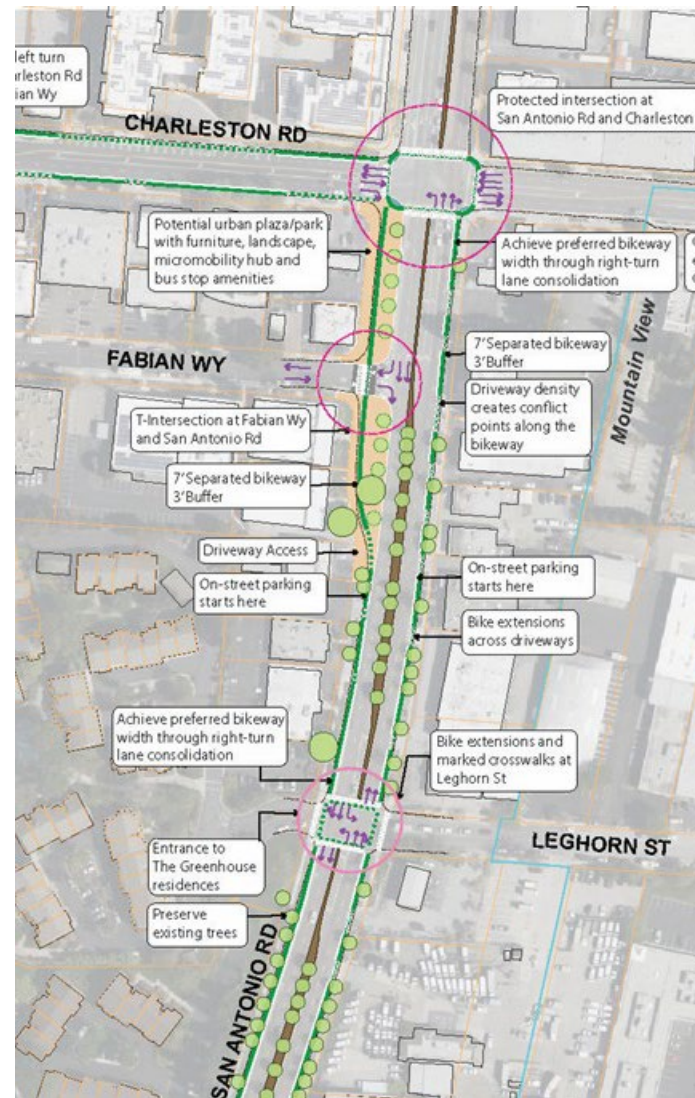 left turn
rleston Rd
ian Wy
Protected intersection at
San Antonio Rd and Charleston
CHARLESTON RD
Potential urban plaza/park
with furniture, landscape,
micromobility hub and
bus stop amenities
Achieve preferred bikeway
width through right-turn
lane consolidation
Mountain View
FABIAN WY
7' Separated bikeway
3' Buffer
Driveway density
creates conflict
points along the
bikeway
T-Intersection at Fabian Wy
and San Antonio Rd
7' Separated bikeway
3' Buffer
Driveway Access
On-street parking
starts here
On-street parking
starts here
Bike extensions
across driveways
Achieve preferred bikeway
width through right-turn
lane consolidation
Bike extensions and
marked crosswalks at
Leghorn St
LEGHORN ST
Entrance to
The Greenhouse
residences
Preserve
existing trees
SAN ANTONIO RD